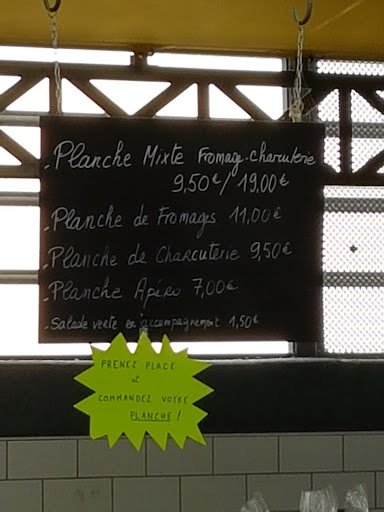 - Planche Mixte Fromage-charcuterie
9,50€/ 19,00€
- Planche de Fromages 11,00€
- Planche de Charcuterie 9,50€
- Planche Apéro 7,00€
- Salade verte en accompagnement 1,50€
PRENEZ PLACE
et
COMMANDEZ VOTRE
PLANCHE !